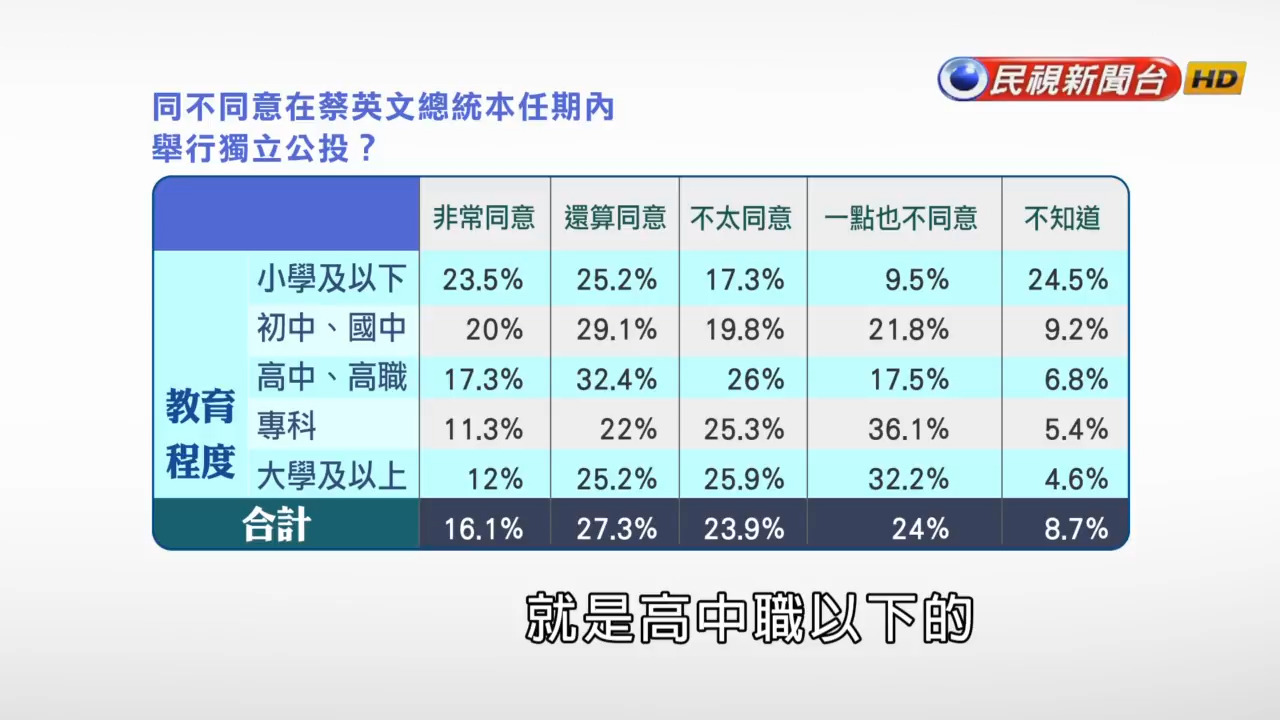 民視新聞台 HD
同不同意在蔡英文總統本任期內
舉行獨立公投？
非常同意 還算同意 不太同意 一點也不同意 不知道
教育程度
小學及以下 23.5% 25.2% 17.3% 9.5% 24.5%
初中、國中 20% 29.1% 19.8% 21.8% 9.2%
高中、高職 17.3% 32.4% 26% 17.5% 6.8%
專科 11.3% 22% 25.3% 36.1% 5.4%
大學及以上 12% 25.2% 25.9% 32.2% 4.6%
合計 16.1% 27.3% 23.9% 24% 8.7%
就是高中職以下的